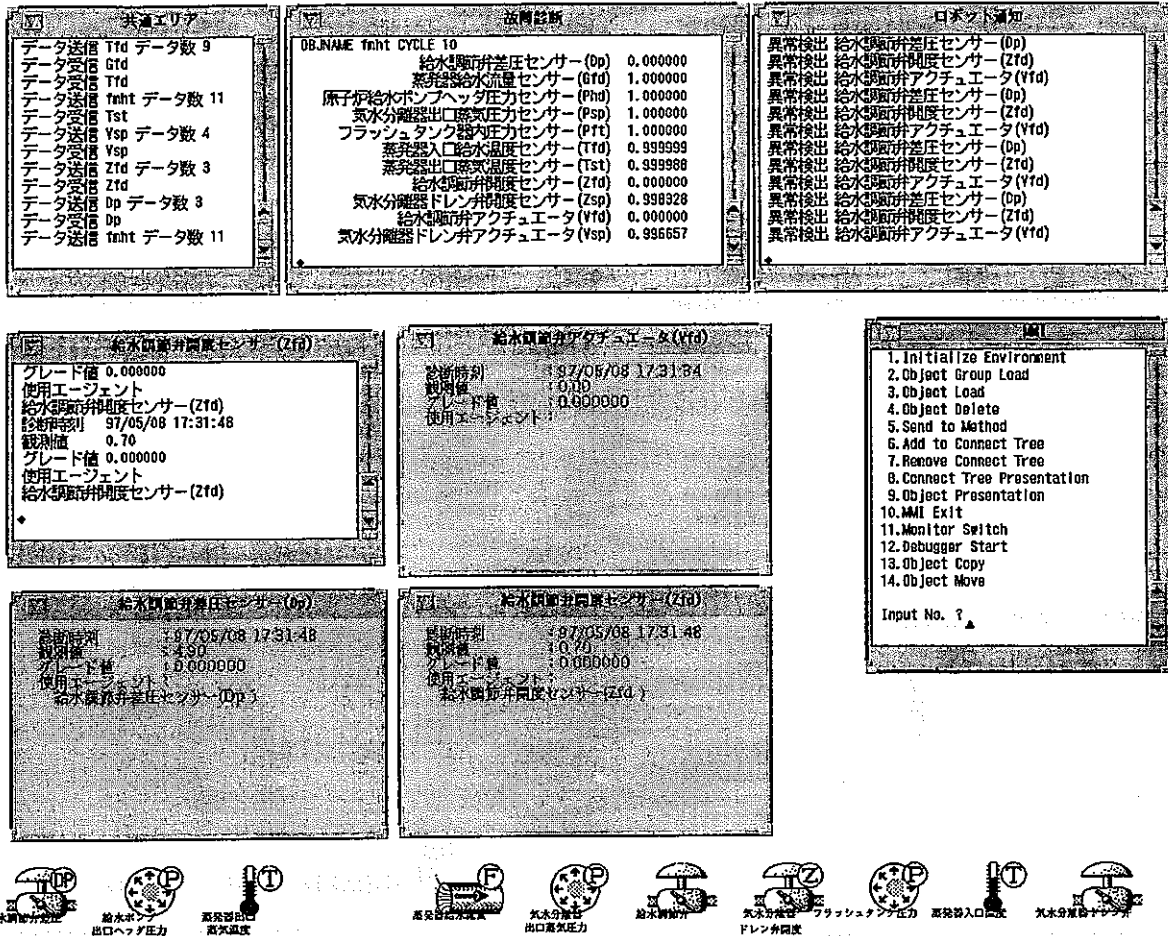 共通エリア
データ送信 Tfd データ数 9
データ受信 Gfd
データ受信 Tfd
データ送信 fmht データ数 11
データ受信 Tst
データ送信 Vsp データ数 4
データ受信 Vsp
データ送信 Zfd データ数 3
データ受信 Zfd
データ送信 Dp データ数 3
データ受信 Dp
データ送信 fmht データ数 11
故障診断
OBJNAME fmht CYCLE 10
給水調節弁差圧センサー(Dp) 0.000000
蒸発器給水流量センサー(Gfd) 1.000000
原子炉給水ポンプヘッダ圧力センサー(Phd) 1.000000
気水分離器出口蒸気圧力センサー(Psp) 1.000000
フラッシュタンク器内圧力センサー(Pft) 1.000000
蒸発器入口給水温度センサー(Tfd) 0.999999
蒸発器出口蒸気温度センサー(Tst) 0.999988
給水調節弁開度センサー(Zfd) 0.000000
気水分離器ドレン弁開度センサー(Zsp) 0.998328
給水調節弁アクチュエータ(Vfd) 0.000000
気水分離器ドレン弁アクチュエータ(Vsp) 0.996657
ロボット通知
異常検出 給水調節弁差圧センサー(Dp)
異常検出 給水調節弁開度センサー(Zfd)
異常検出 給水調節弁アクチュエータ(Vfd)
異常検出 給水調節弁差圧センサー(Dp)
異常検出 給水調節弁開度センサー(Zfd)
異常検出 給水調節弁アクチュエータ(Vfd)
異常検出 給水調節弁差圧センサー(Dp)
異常検出 給水調節弁開度センサー(Zfd)
異常検出 給水調節弁アクチュエータ(Vfd)
異常検出 給水調節弁差圧センサー(Dp)
異常検出 給水調節弁開度センサー(Zfd)
異常検出 給水調節弁アクチュエータ(Vfd)
給水調節弁開度センサー(Zfd)
グレード値 0.000000
使用エージェント
給水調節弁開度センサー(Zfd)
診断時刻 97/05/08 17:31:48
観測値 0.70
グレード値 0.000000
使用エージェント
給水調節弁開度センサー(Zfd)
給水調節弁アクチュエータ(Vfd)
診断時刻 : 97/05/08 17:31:34
観測値 : 0.00
グレード値 : 0.000000
使用エージェント :
MMI
1.Initialize Environment
2.Object Group Load
3.Object Load
4.Object Delete
5.Send to Method
6.Add to Connect Tree
7.Remove Connect Tree
8.Connect Tree Presentation
9.Object Presentation
10.MMI Exit
11.Monitor Switch
12.Debugger Start
13.Object Copy
14.Object Move
Input No. ?
給水調節弁差圧センサー(Dp)
診断時刻 : 97/05/08 17:31:48
観測値 : 4.90
グレード値 : 0.000000
使用エージェント :
給水調節弁差圧センサー(Dp )
給水調節弁開度センサー(Zfd)
診断時刻 : 97/05/08 17:31:48
観測値 : 0.70
グレード値 : 0.000000
使用エージェント :
給水調節弁開度センサー(Zfd )
DP
P
T
F
P
Z
P
T
水調節弁差圧
給水ポンプ
出口ヘッダ圧力
蒸発器出口
蒸気温度
蒸発器給水流量
気水分離器
出口蒸気圧力
給水調節弁
気水分離器
ドレン弁開度
フラッシュタンク圧力
蒸発器入口温度
気水分離器ドレン弁